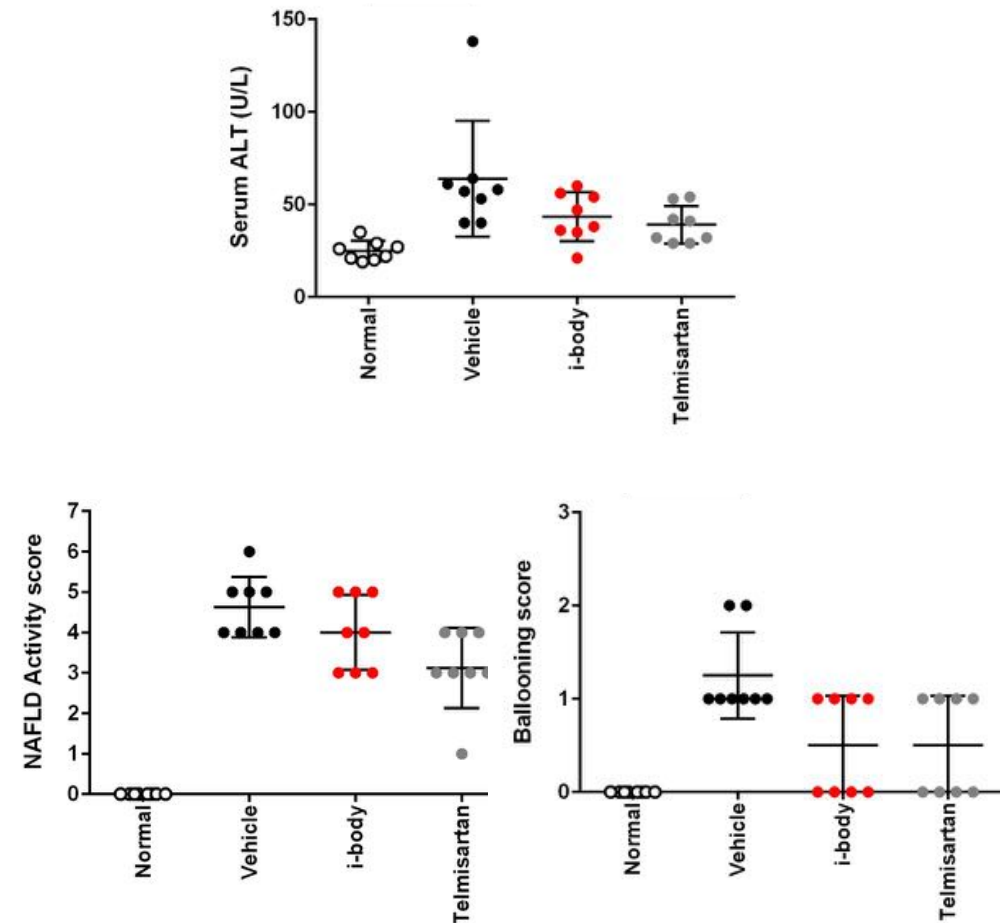 Serum ALT (U/L)
150
100
50
0
Normal
Vehicle
i-body
Telmisartan
NAFLD Activity score
7
6
5
4
3
2
1
0
Normal
Vehicle
i-body
Telmisartan
Ballooning score
3
2
1
0
Normal
Vehicle
i-body
Telmisartan